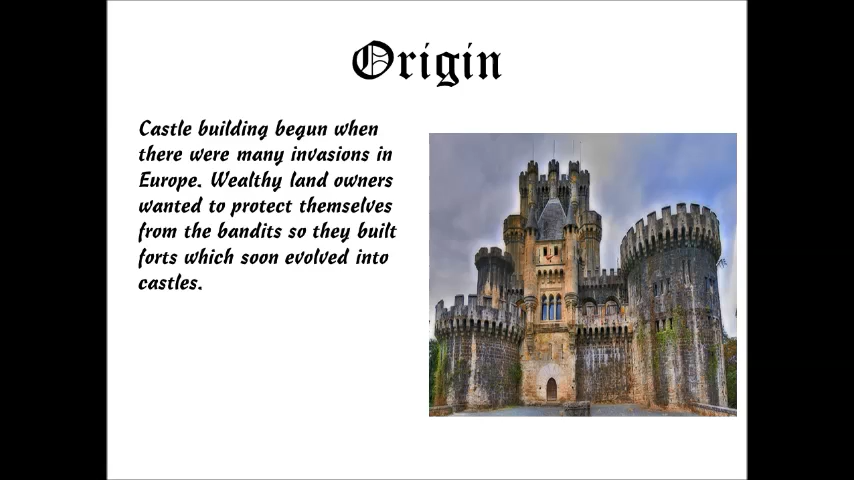 Origin
Castle building begun when
there were many invasions in
Europe. Wealthy land owners
wanted to protect themselves
from the bandits so they built
forts which soon evolved into
castles.